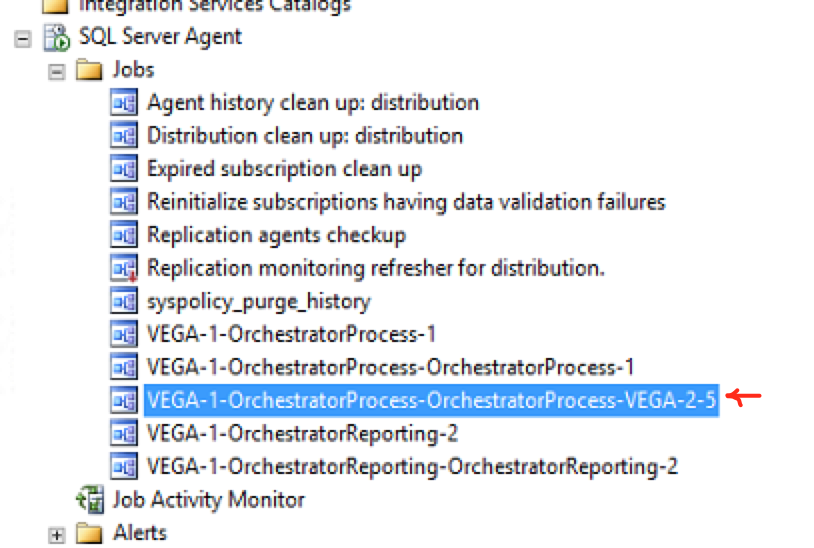 Integration Services Catalogs
SQL Server Agent
Jobs
Agent history clean up: distribution
Distribution clean up: distribution
Expired subscription clean up
Reinitialize subscriptions having data validation failures
Replication agents checkup
Replication monitoring refresher for distribution.
syspolicy_purge_history
VEGA-1-OrchestratorProcess-1
VEGA-1-OrchestratorProcess-OrchestratorProcess-1
VEGA-1-OrchestratorProcess-OrchestratorProcess-VEGA-2-5
VEGA-1-OrchestratorReporting-2
VEGA-1-OrchestratorReporting-OrchestratorReporting-2
Job Activity Monitor
Alerts